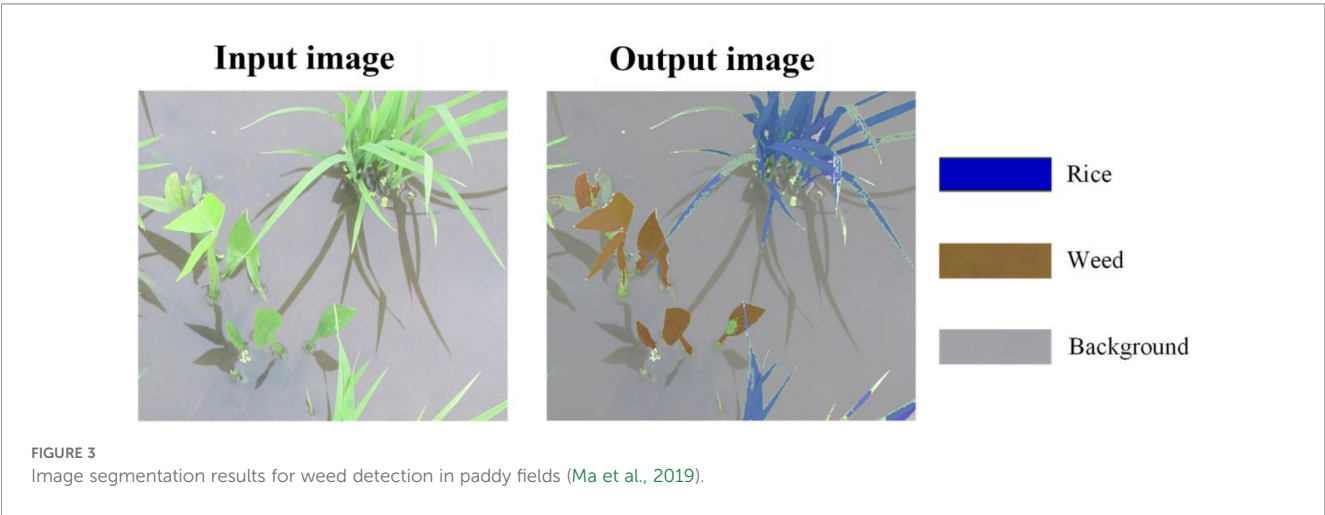 Input image
Output image
Rice
Weed
Background
FIGURE 3
Image segmentation results for weed detection in paddy fields (Ma et al., 2019).